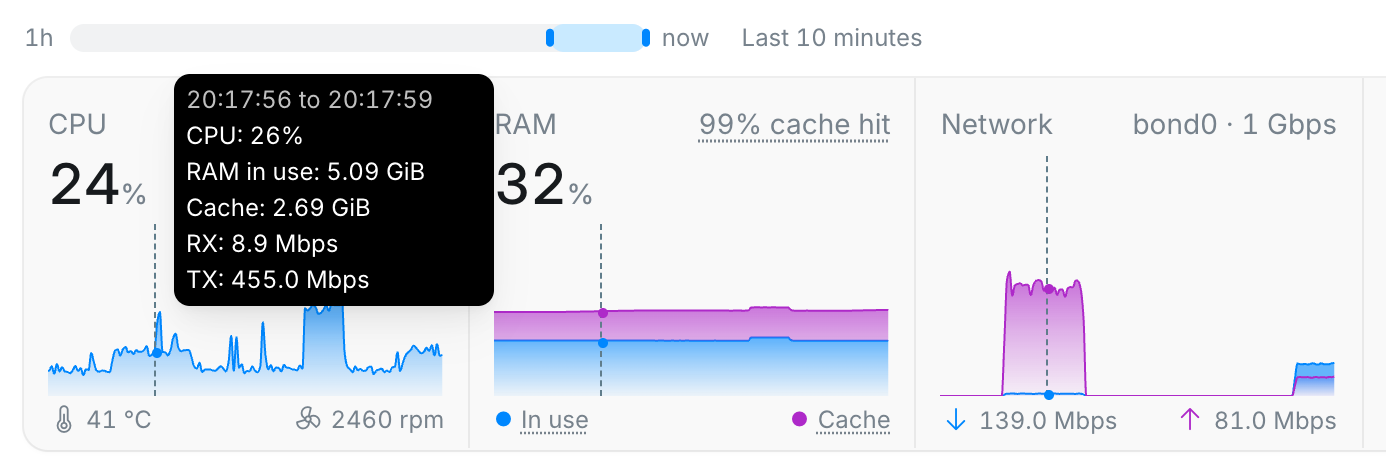 1h now Last 10 minutes
20:17:56 to 20:17:59
CPU: 26%
RAM in use: 5.09 GiB
Cache: 2.69 GiB
RX: 8.9 Mbps
TX: 455.0 Mbps
CPU
24%
41 °C 2460 rpm
RAM 99% cache hit
32%
In use Cache
Network bond0 · 1 Gbps
139.0 Mbps 81.0 Mbps